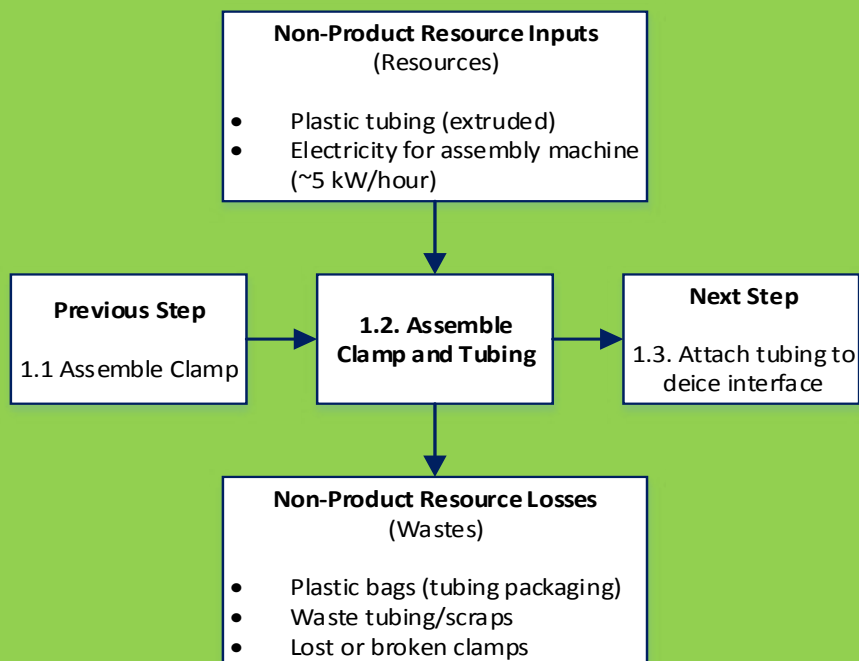 Non-Product Resource Inputs
(Resources)
• Plastic tubing (extruded)
• Electricity for assembly machine
(~5 kW/hour)
Previous Step
1.1 Assemble Clamp
1.2. Assemble
Clamp and Tubing
Next Step
1.3. Attach tubing to
deice interface
Non-Product Resource Losses
(Wastes)
• Plastic bags (tubing packaging)
• Waste tubing/scraps
• Lost or broken clamps